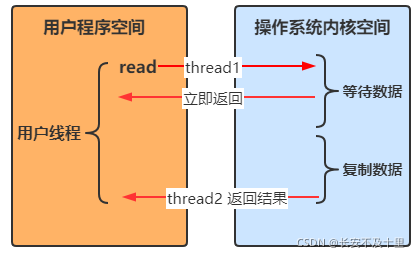 用户程序空间
操作系统内核空间
read
thread1
等待数据
立即返回
用户线程
复制数据
thread2 返回结果
CSDN @长安不及十里